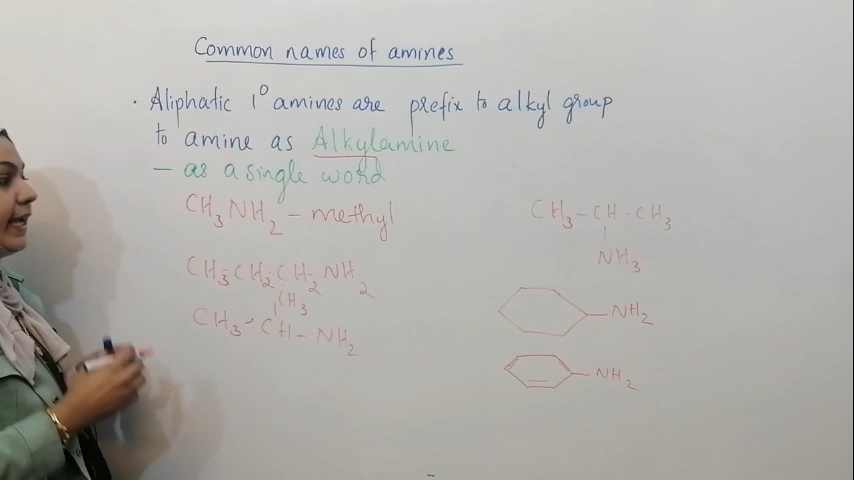 Common names of amines
· Aliphatic 1° amines are prefix to alkyl group
to amine as Alkylamine
— as a single word
CH₃NH₂ – methyl
CH₃CH₂CH₂NH₂
CH₃
CH₃ - CH - NH₂
CH₃ - CH - CH₃
NH₃
NH₂
NH₂